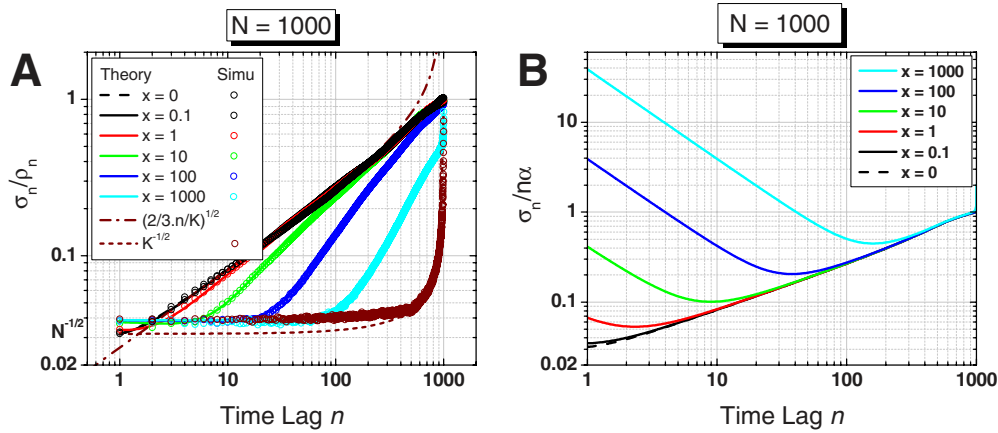 N = 1000
A
Theory Simu
x = 0
x = 0.1
x = 1
x = 10
x = 100
x = 1000
(2/3.n/K)^1/2
K^-1/2
σn/ρn
1
0.1
N^-1/2
0.02
1 10 100 1000
Time Lag n
N = 1000
B
x = 1000
x = 100
x = 10
x = 1
x = 0.1
x = 0
σn/nα
10
1
0.1
0.02
1 10 100 1000
Time Lag n